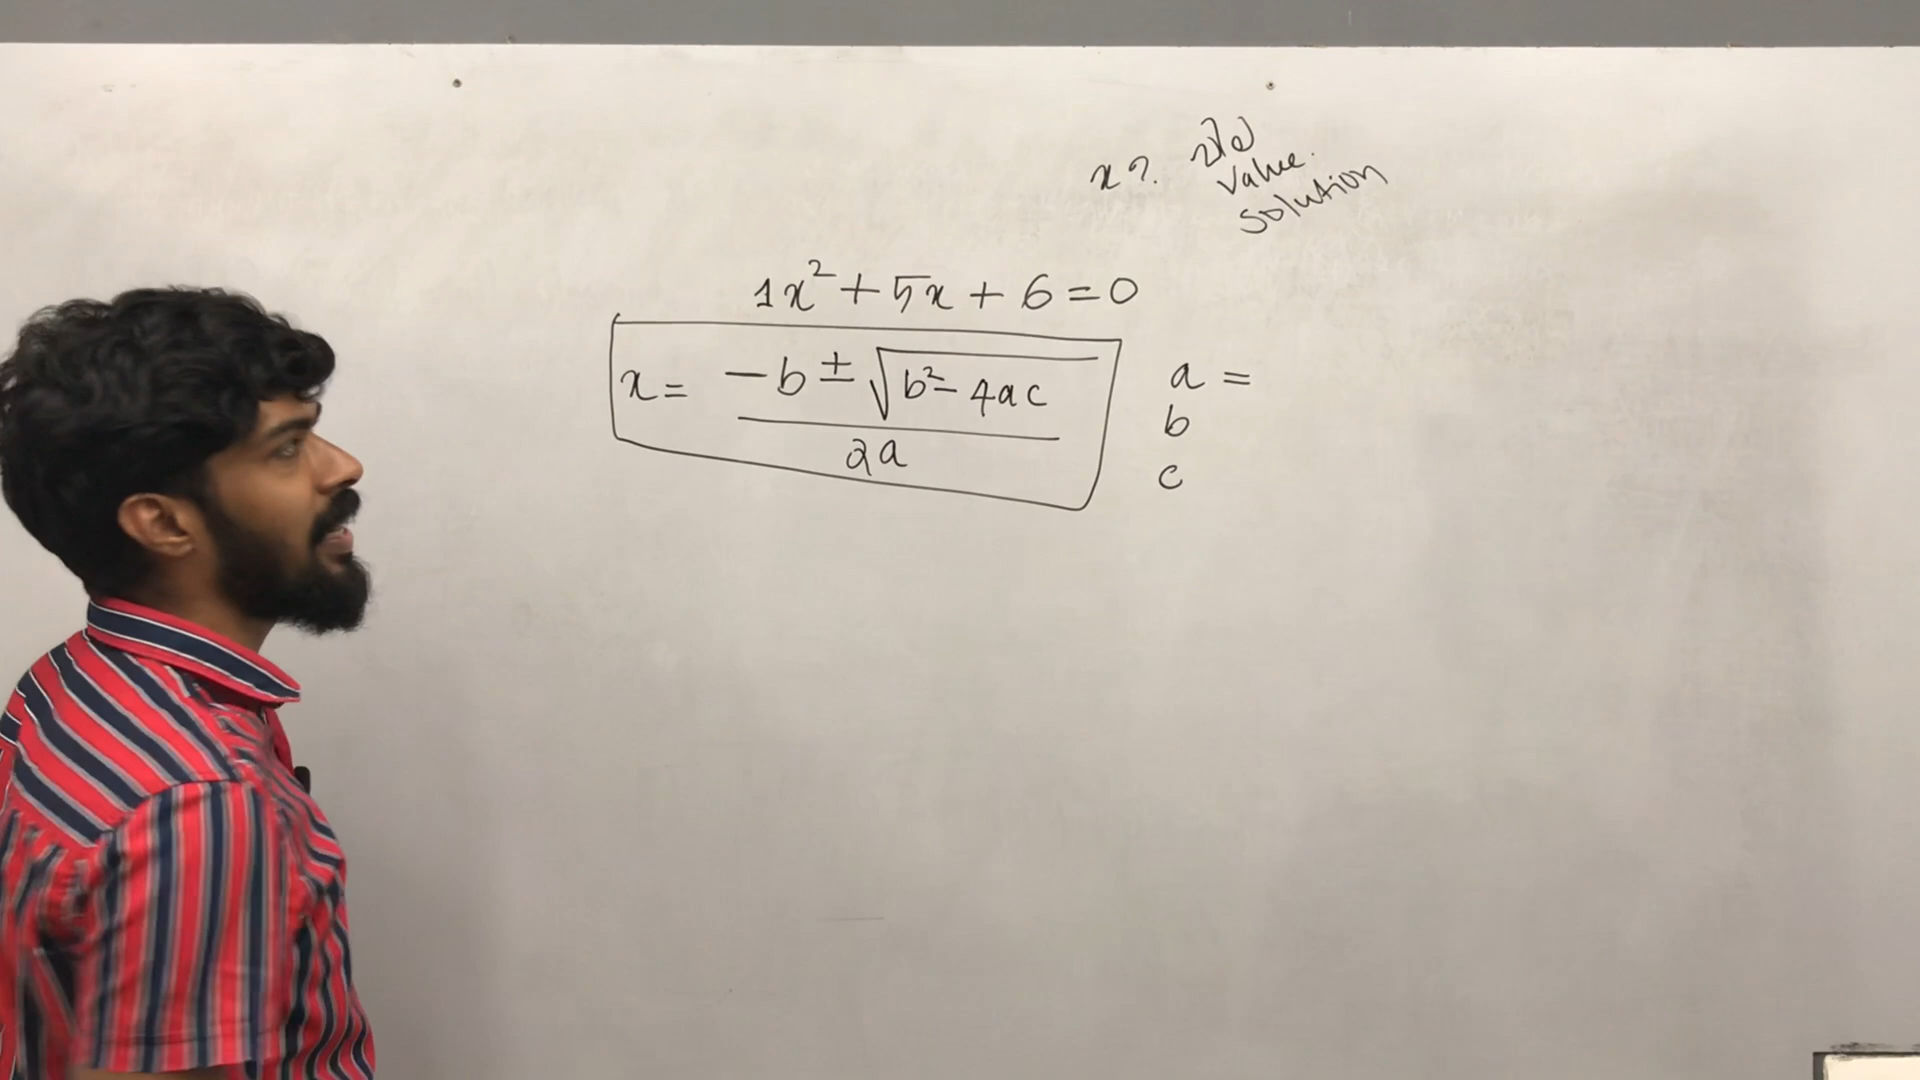 x?
value.
solution
1x² + 5x + 6 = 0
x = (-b ± √(b² - 4ac)) / 2a
a =
b
c